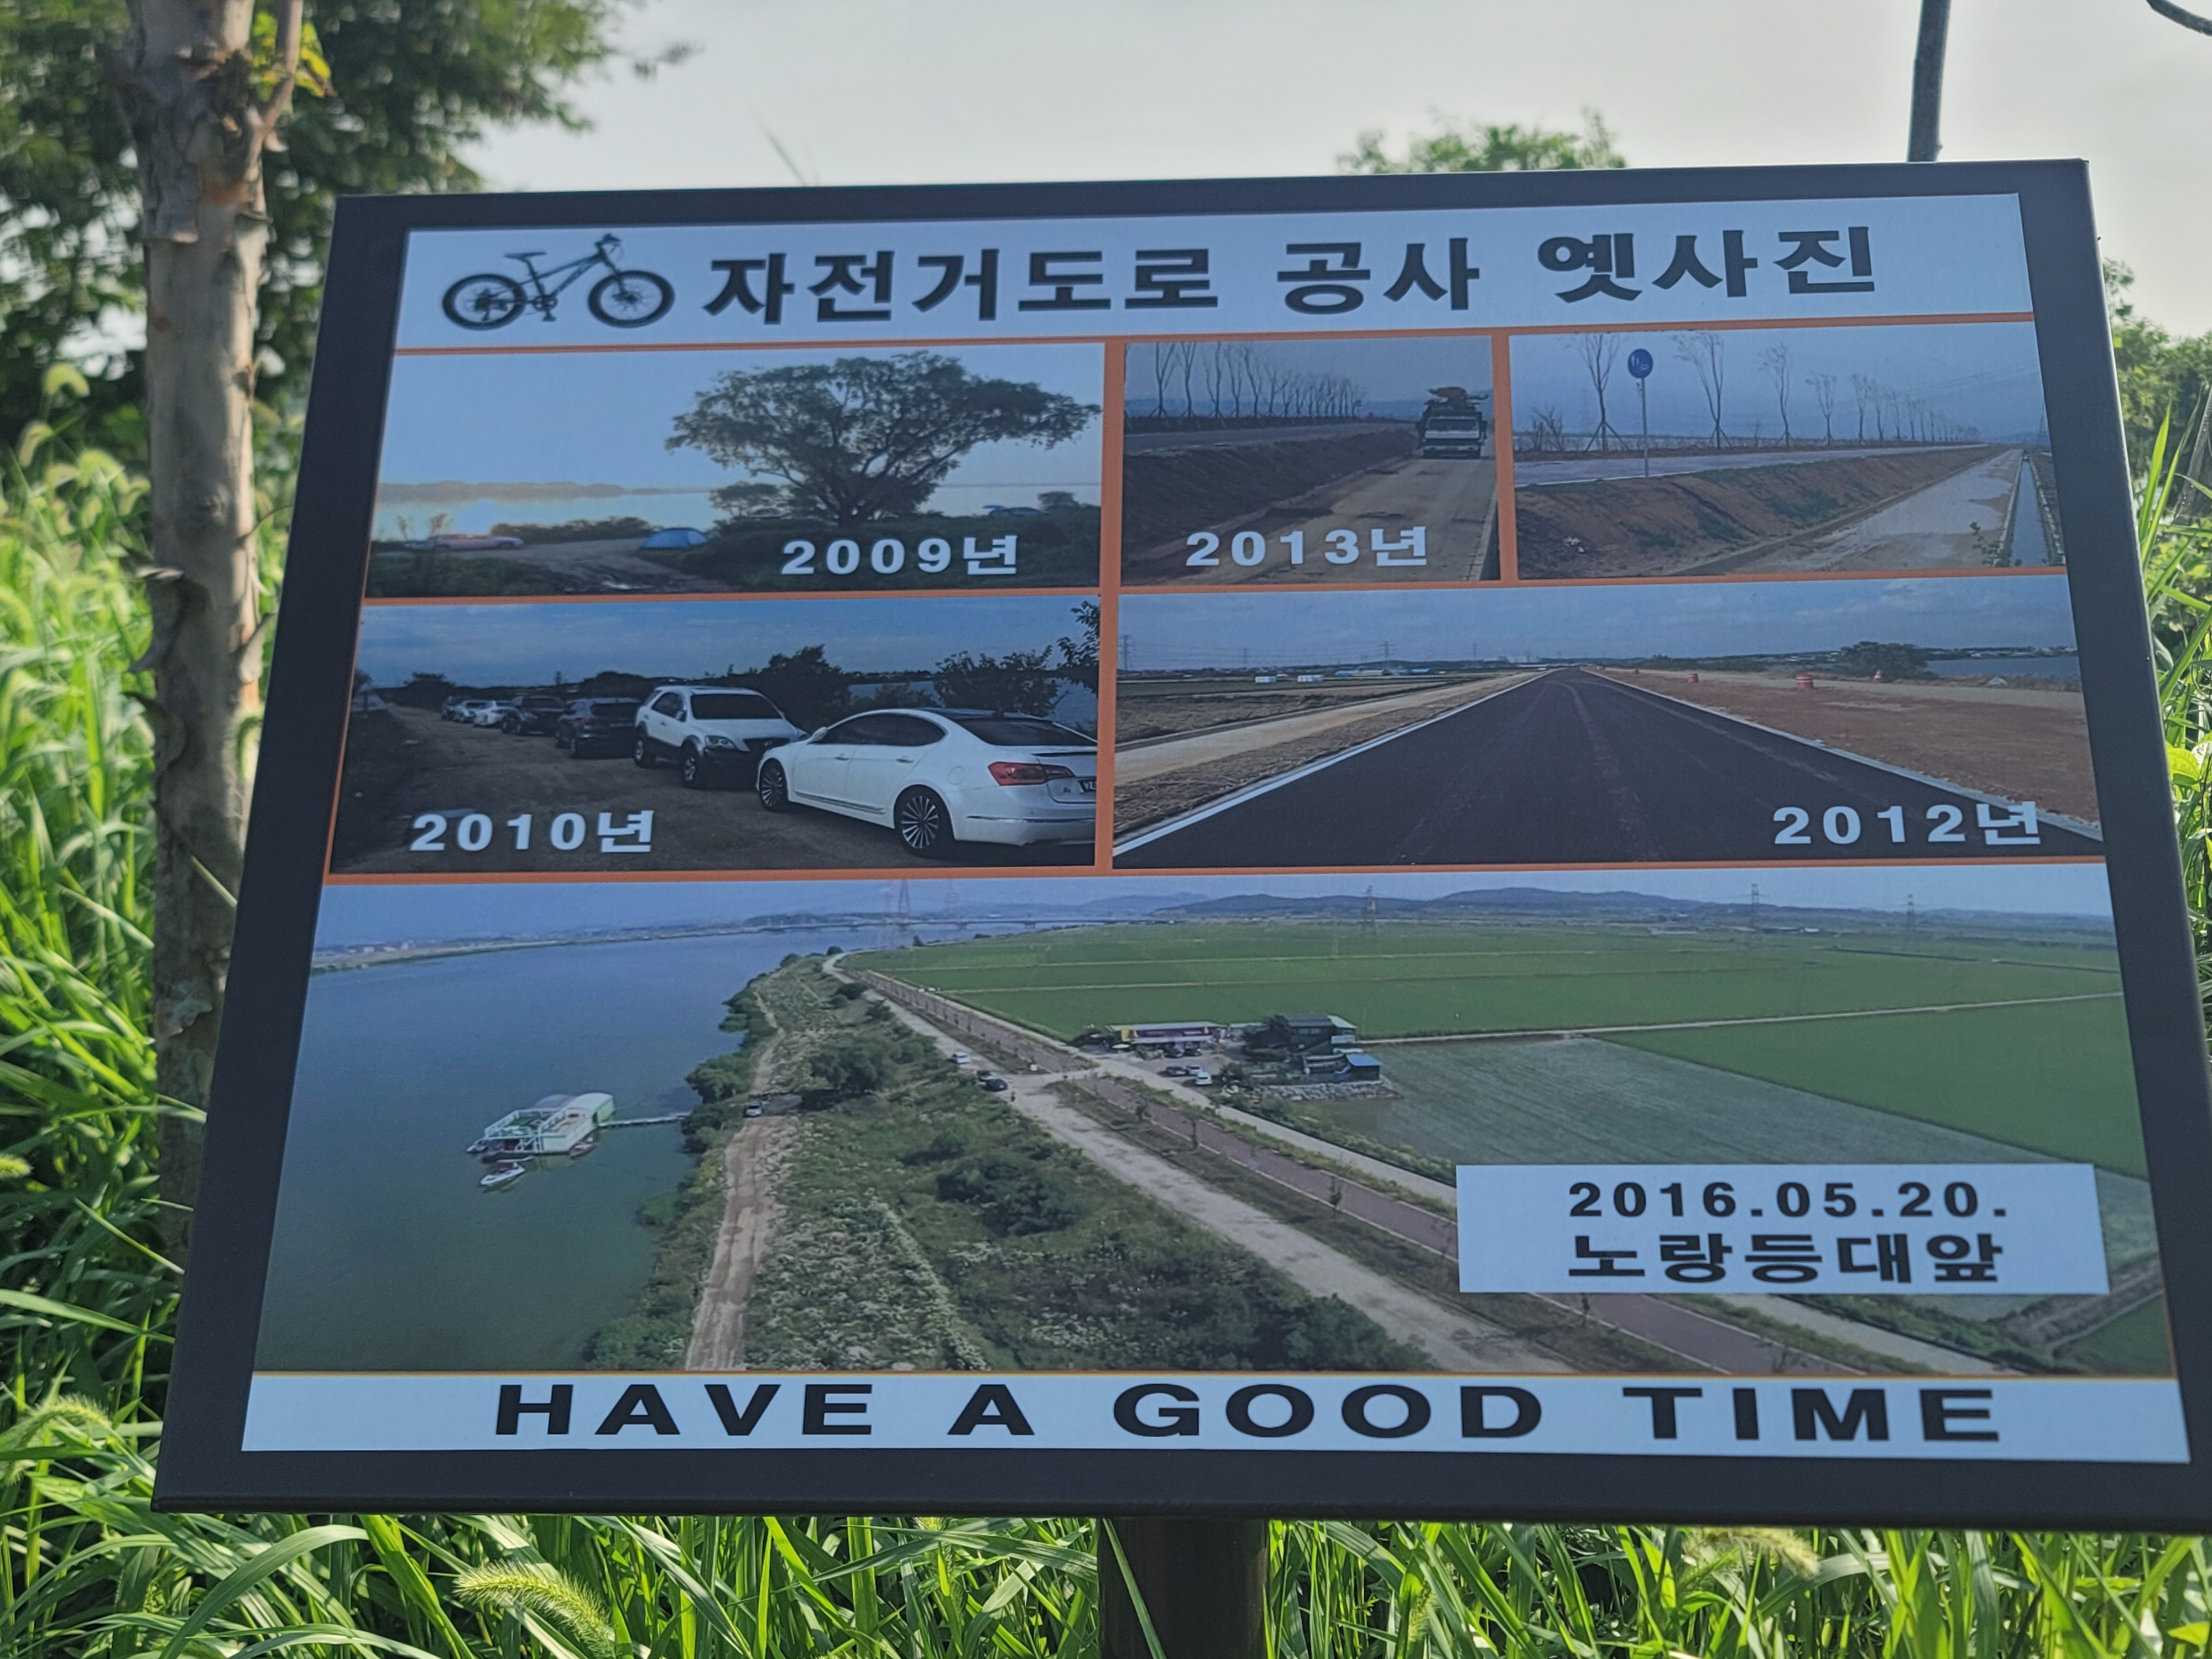 자전거도로 공사 옛사진
2009년
2013년
2010년
2012년
2016.05.20.
노랑등대앞
HAVE A GOOD TIME